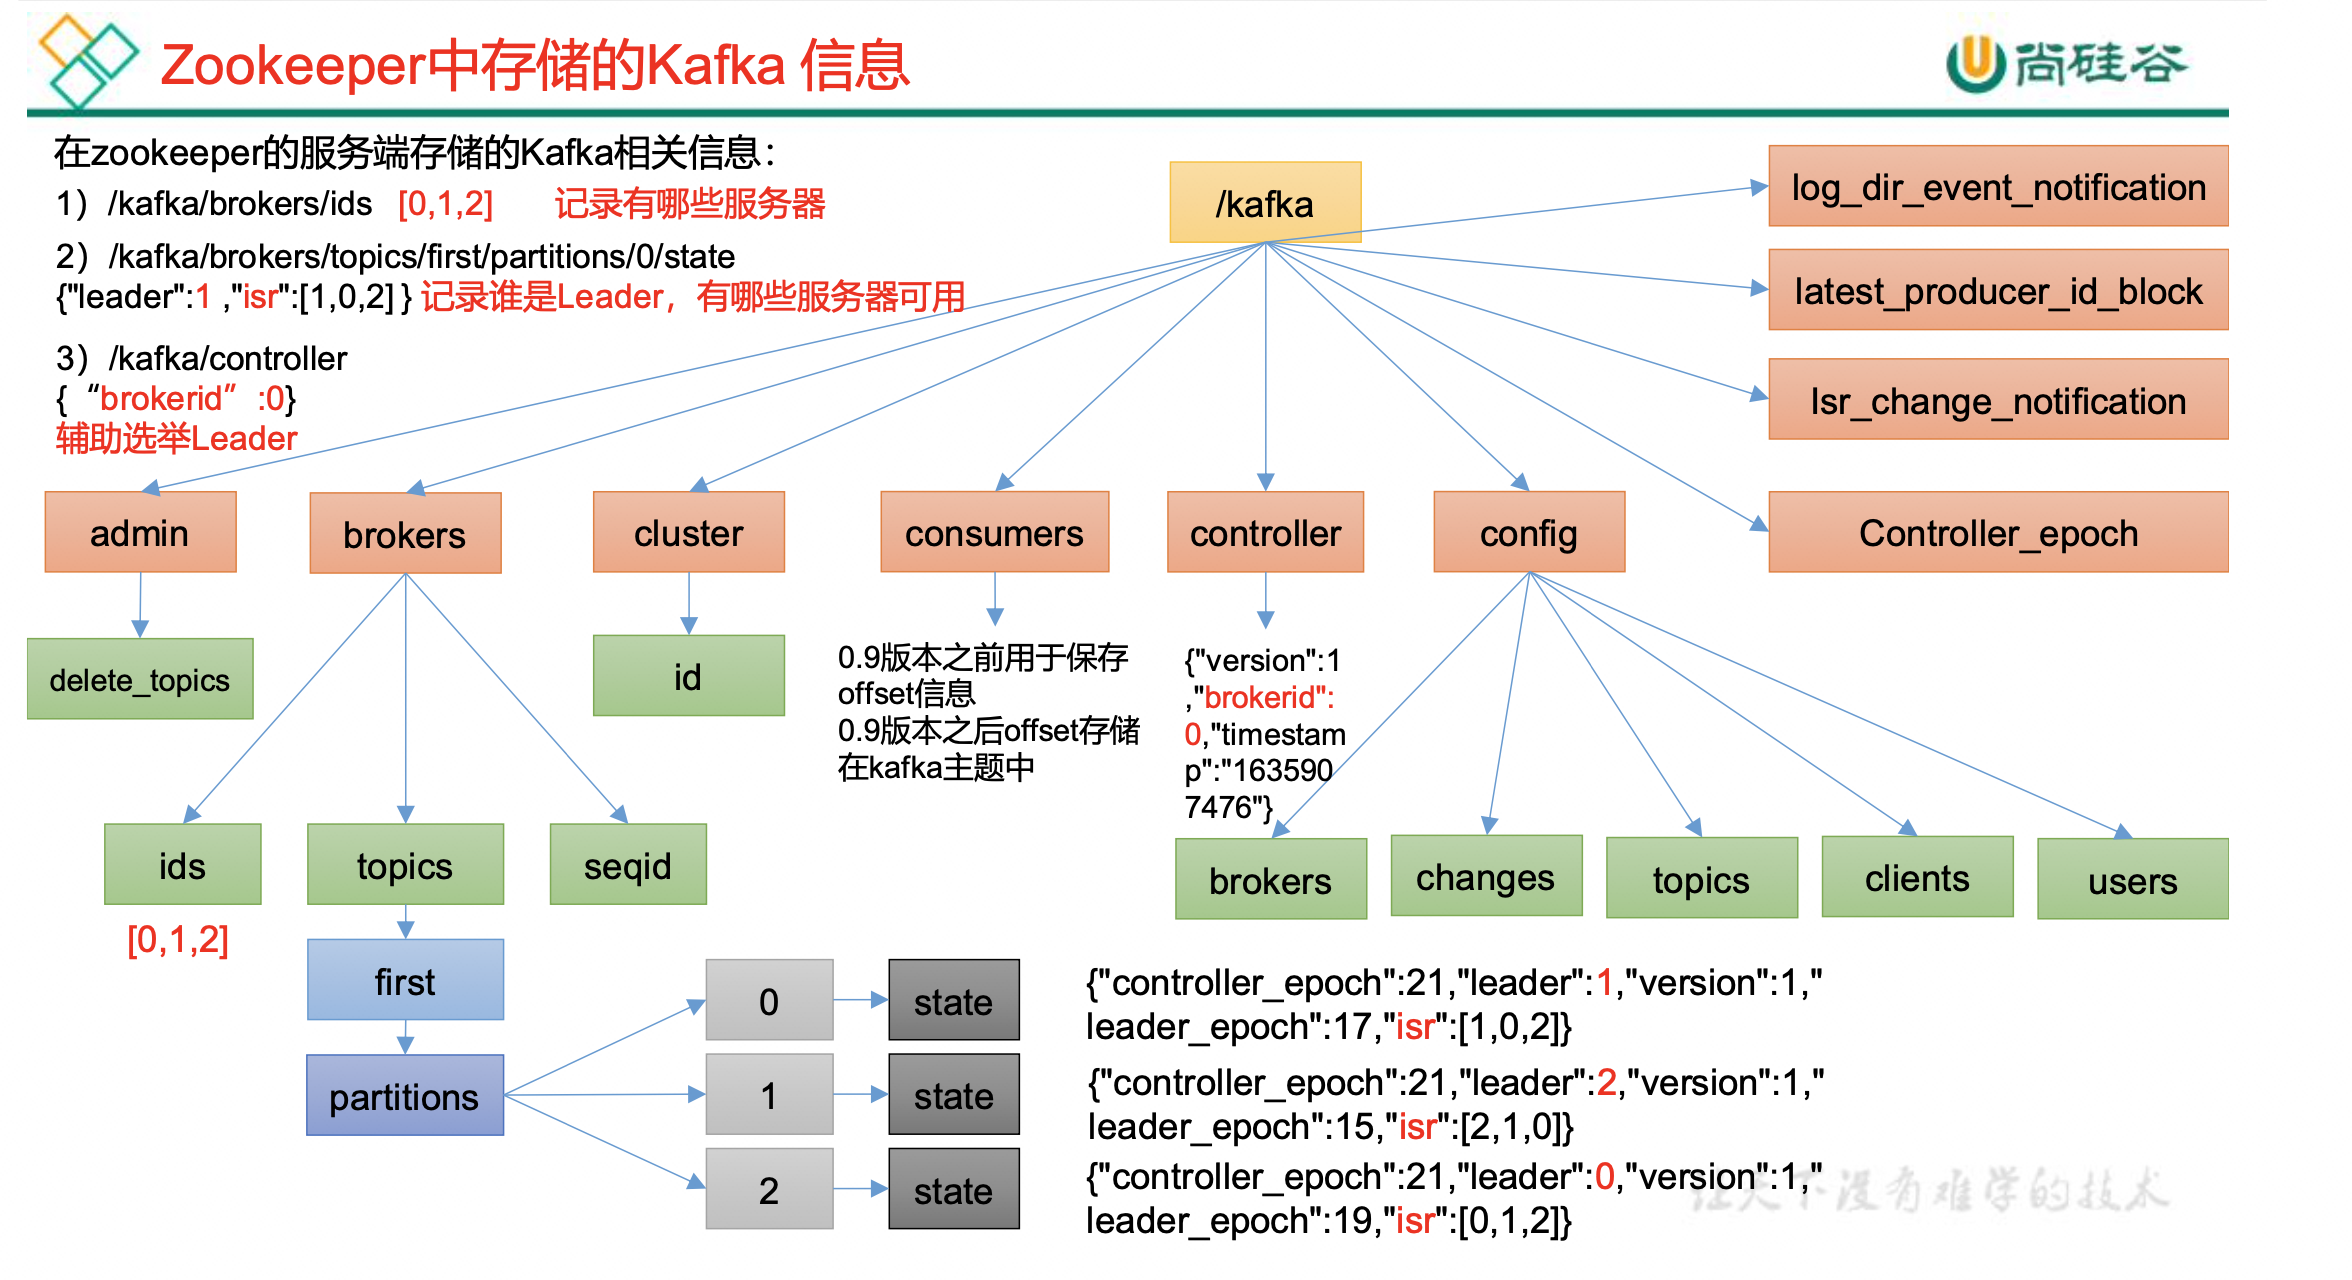 Zookeeper中存储的Kafka 信息
尚硅谷
在zookeeper的服务端存储的Kafka相关信息：
1）/kafka/brokers/ids [0,1,2] 记录有哪些服务器
2）/kafka/brokers/topics/first/partitions/0/state
{"leader":1 ,"isr":[1,0,2] } 记录谁是Leader，有哪些服务器可用
3）/kafka/controller
{ “brokerid” :0}
辅助选举Leader
/kafka
log_dir_event_notification
latest_producer_id_block
Isr_change_notification
admin
brokers
cluster
consumers
controller
config
Controller_epoch
delete_topics
id
0.9版本之前用于保存
offset信息
0.9版本之后offset存储
在kafka主题中
{"version":1
,"brokerid":
0,"timestam
p":"163590
7476"}
ids
topics
seqid
brokers
changes
topics
clients
users
[0,1,2]
first
partitions
0
state
{"controller_epoch":21,"leader":1,"version":1,"
leader_epoch":17,"isr":[1,0,2]}
1
state
{"controller_epoch":21,"leader":2,"version":1,"
leader_epoch":15,"isr":[2,1,0]}
2
state
{"controller_epoch":21,"leader":0,"version":1,"
leader_epoch":19,"isr":[0,1,2]}
让天下没有难学的技术